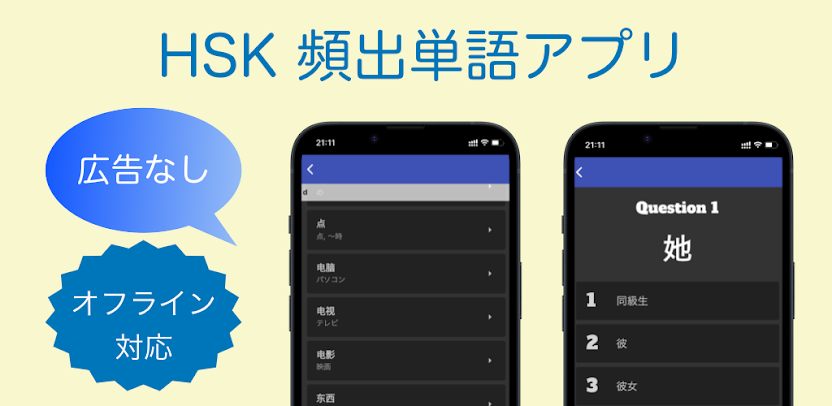 HSK 頻出単語アプリ
広告なし
オフライン
対応
21:11
d
点
点, ~時
电脑
パソコン
电视
テレビ
电影
映画
东西
21:11
Question 1
她
1 同級生
2 彼
3 彼女